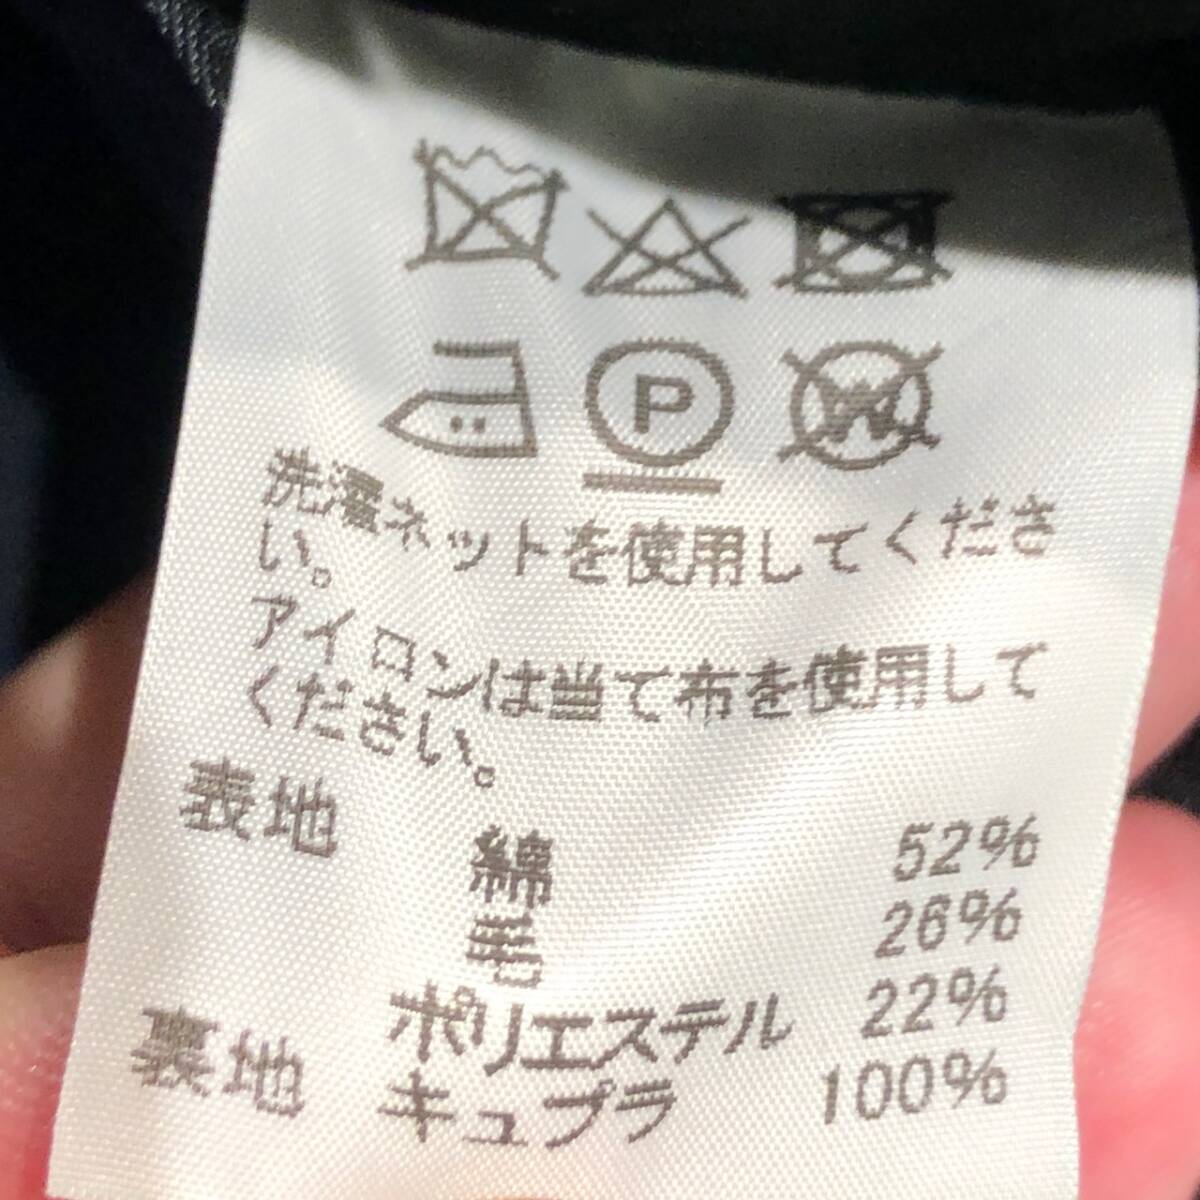 P W
洗濯ネットを使用してくださ
い。
アイロンは当て布を使用して
ください。
表地 綿 52%
毛 26%
ポリエステル 22%
裏地 キュプラ 100%